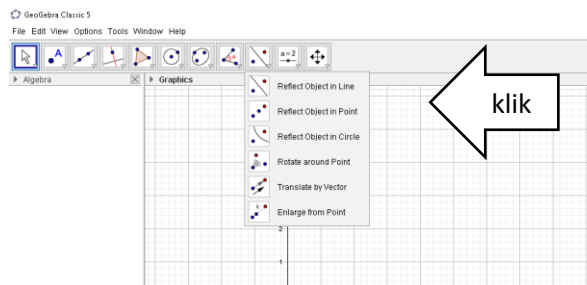 GeoGebra Classic 5
File Edit View Options Tools Window Help
A
α
a=2
Algebra
Graphics
Reflect Object in Line
Reflect Object in Point
Reflect Object in Circle
Rotate around Point
Translate by Vector
Enlarge from Point
2
1
klik